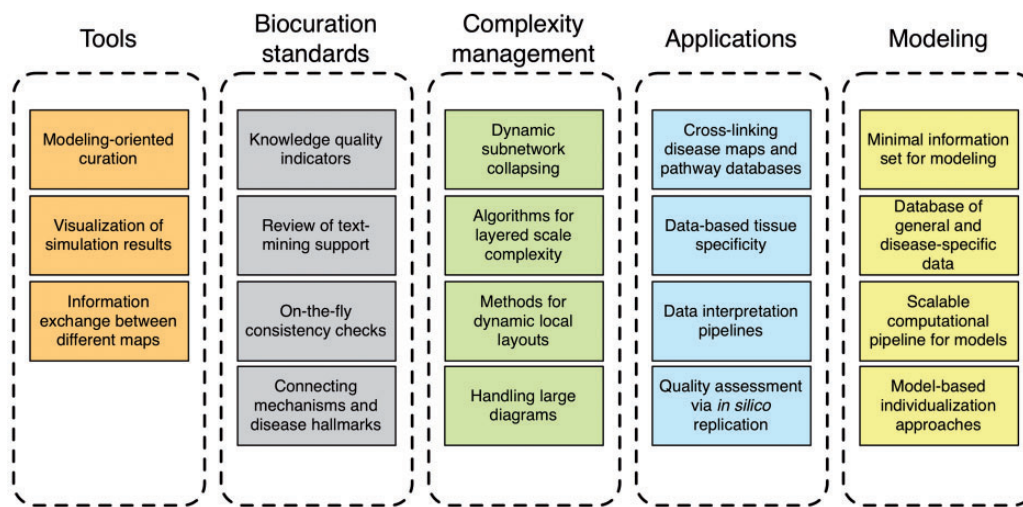 Tools
Biocuration
standards
Complexity
management
Applications
Modeling
Modeling-oriented
curation
Visualization of
simulation results
Information
exchange between
different maps
Knowledge quality
indicators
Review of text-
mining support
On-the-fly
consistency checks
Connecting
mechanisms and
disease hallmarks
Dynamic
subnetwork
collapsing
Algorithms for
layered scale
complexity
Methods for
dynamic local
layouts
Handling large
diagrams
Cross-linking
disease maps and
pathway databases
Data-based tissue
specificity
Data interpretation
pipelines
Quality assessment
via in silico
replication
Minimal information
set for modeling
Database of
general and
disease-specific
data
Scalable
computational
pipeline for models
Model-based
individualization
approaches